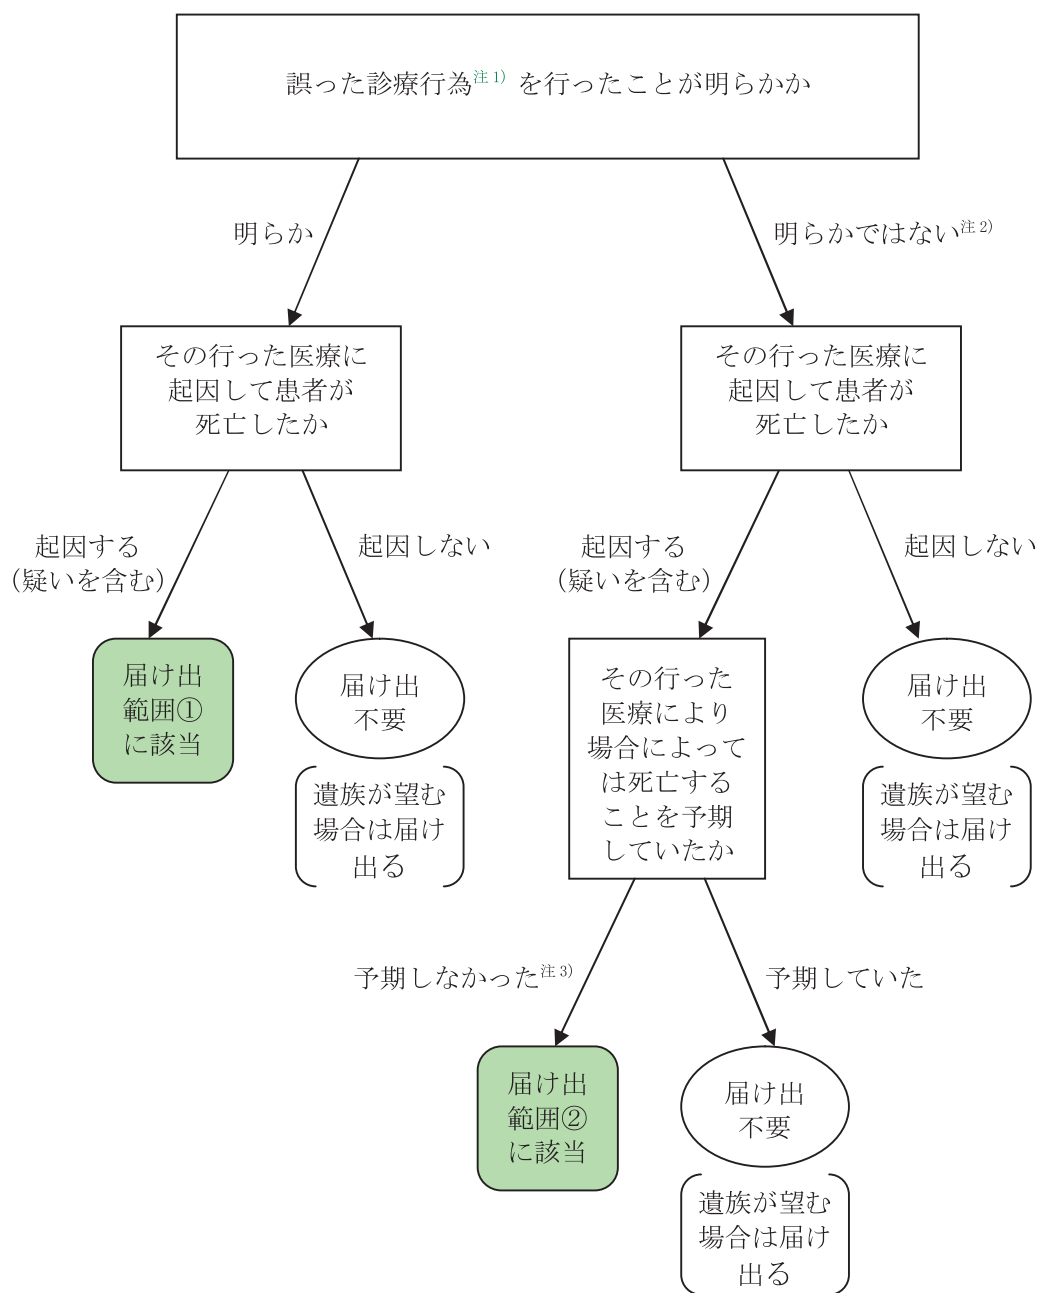 誤った診療行為注1) を行ったことが明らかか
明らか
明らかではない注2)
その行った医療に
起因して患者が
死亡したか
その行った医療に
起因して患者が
死亡したか
起因する
(疑いを含む)
起因しない
起因する
(疑いを含む)
起因しない
届け出
範囲①
に該当
届け出
不要
遺族が望む
場合は届け
出る
その行った
医療により
場合によって
は死亡する
ことを予期
していたか
届け出
不要
遺族が望む
場合は届け
出る
予期しなかった注3)
予期していた
届け出
範囲②
に該当
届け出
不要
遺族が望む
場合は届け
出る